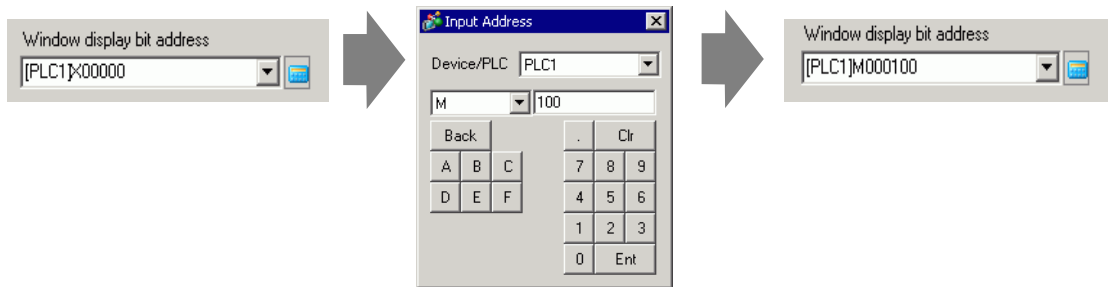 Window display bit address
[PLC1]X00000
Input Address
Device/PLC PLC1
M 100
Back . Clr
A B C 7 8 9
D E F 4 5 6
1 2 3
0 Ent
Window display bit address
[PLC1]M000100